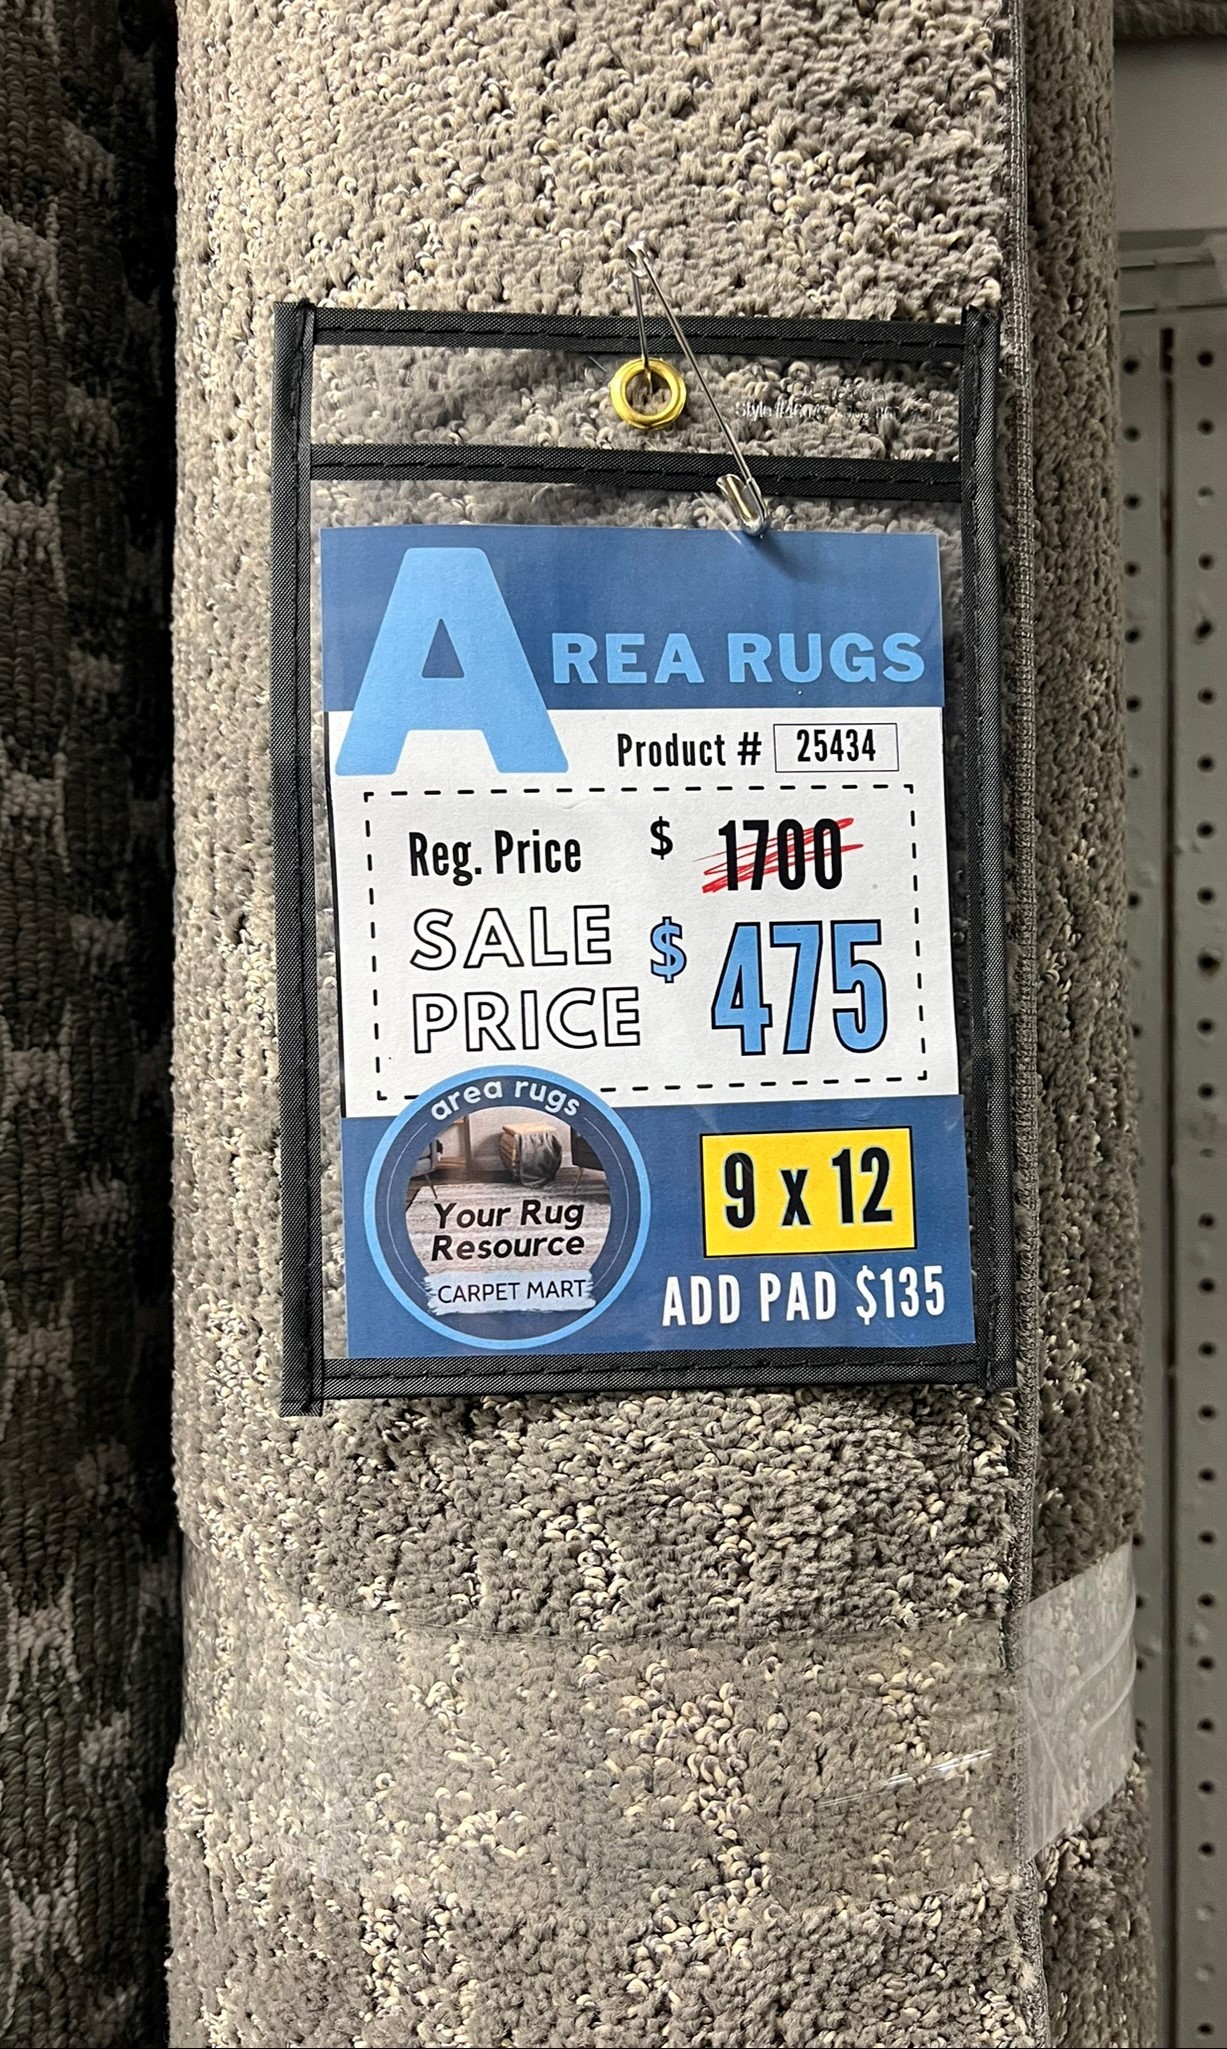 AREA RUGS
Product # 25434
Reg. Price $ 1700
SALE PRICE $ 475
area rugs
Your Rug
Resource
CARPET MART
9 x 12
ADD PAD $135